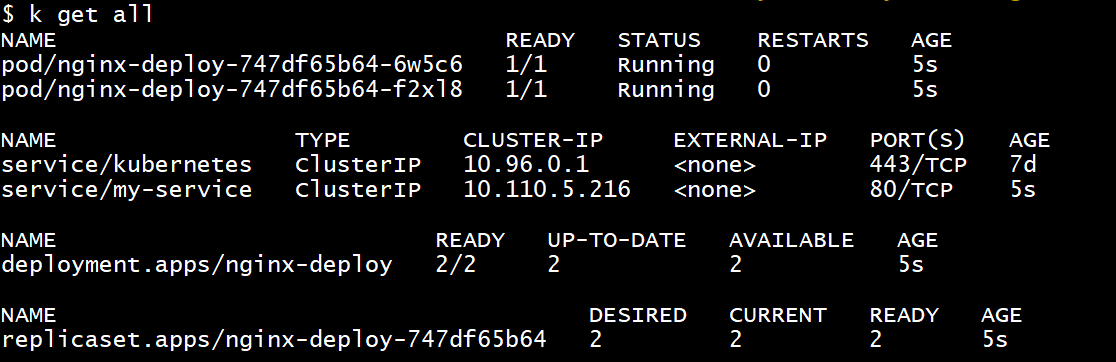 $ k get all
NAME READY STATUS RESTARTS AGE
pod/nginx-deploy-747df65b64-6w5c6 1/1 Running 0 5s
pod/nginx-deploy-747df65b64-f2xl8 1/1 Running 0 5s
NAME TYPE CLUSTER-IP EXTERNAL-IP PORT(S) AGE
service/kubernetes ClusterIP 10.96.0.1 <none> 443/TCP 7d
service/my-service ClusterIP 10.110.5.216 <none> 80/TCP 5s
NAME READY UP-TO-DATE AVAILABLE AGE
deployment.apps/nginx-deploy 2/2 2 2 5s
NAME DESIRED CURRENT READY AGE
replicaset.apps/nginx-deploy-747df65b64 2 2 2 5s